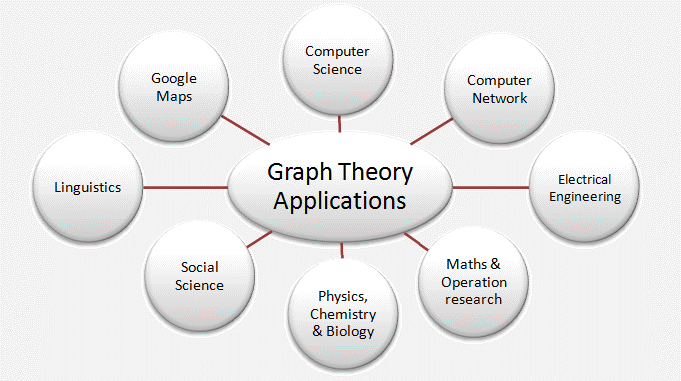 Computer
Science
Google
Maps
Computer
Network
Graph Theory
Applications
Linguistics
Electrical
Engineering
Social
Science
Maths &
Operation
research
Physics,
Chemistry
& Biology